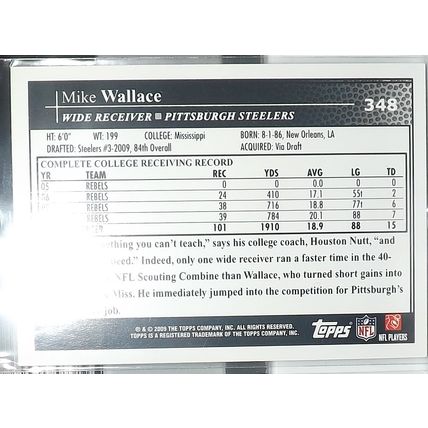 348
Mike Wallace
WIDE RECEIVER PITTSBURGH STEELERS
HT: 6'0" WT: 199 COLLEGE: Mississippi BORN: 8-1-86, New Orleans, LA
DRAFTED: Steelers #3-2009, 84th Overall ACQUIRED: Via Draft
COMPLETE COLLEGE RECEIVING RECORD
YR TEAM REC YDS AVG LG TD
05 REBELS 0 0 0.0 0 0
06 REBELS 24 410 17.1 55t 2
REBELS 38 716 18.8 77t 6
REBELS 39 784 20.1 88 7
101 1910 18.9 88 15
you can't teach," says his college coach, Houston Nutt, "and
Indeed, only one wide receiver ran a faster time in the 40-
NFL Scouting Combine than Wallace, who turned short gains into
Miss. He immediately jumped into the competition for Pittsburgh's
job.
® & © 2009 THE TOPPS COMPANY, INC. ALL RIGHTS RESERVED.
TOPPS IS A REGISTERED TRADEMARK OF THE TOPPS COMPANY, INC.
Topps
NFL
NFL PLAYERS